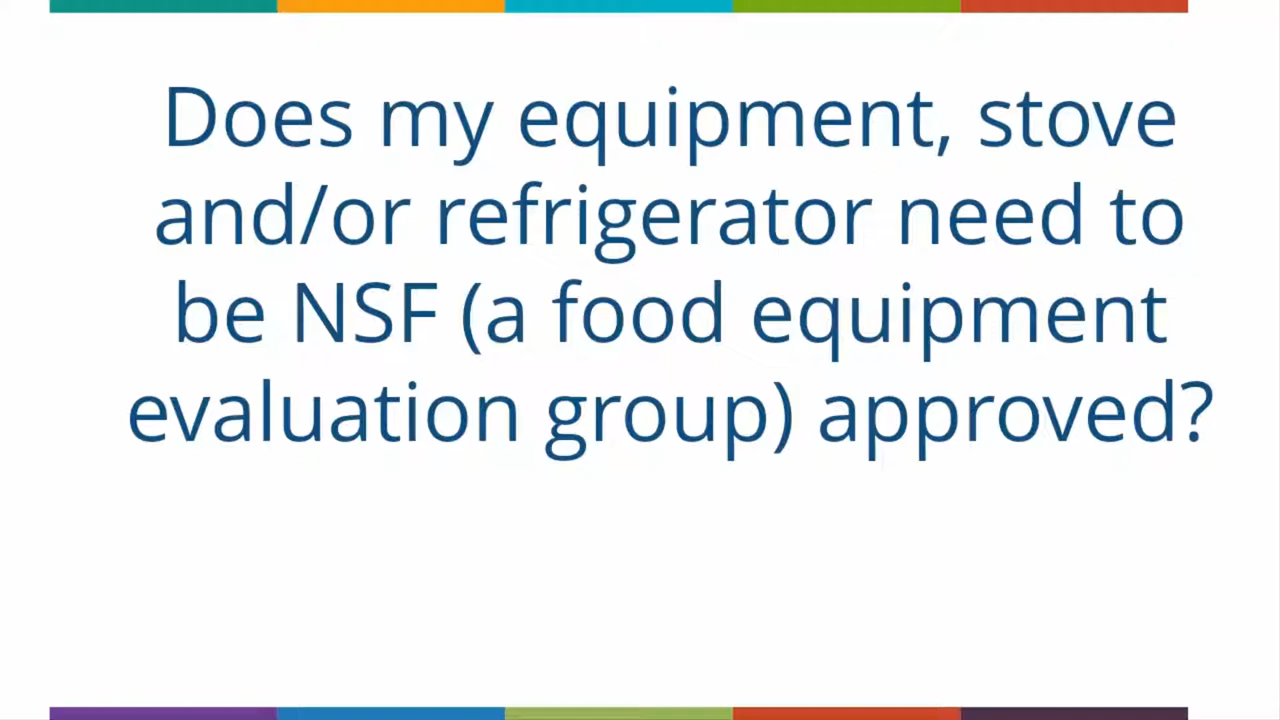 Does my equipment, stove
and/or refrigerator need to
be NSF (a food equipment
evaluation group) approved?